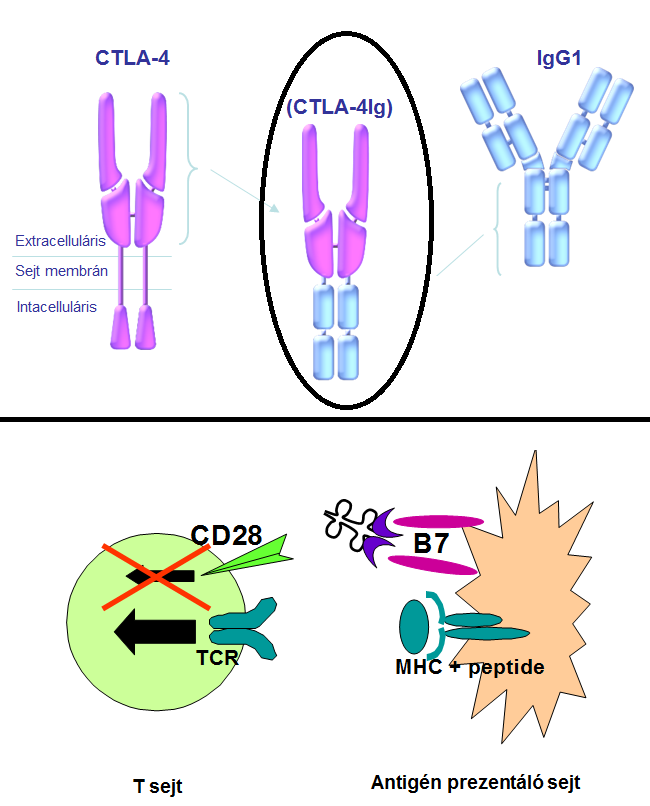 CTLA-4
(CTLA-4Ig)
IgG1
Extracelluláris
Sejt membrán
Intacelluláris
CD28
B7
TCR
MHC + peptide
T sejt
Antigén prezentáló sejt